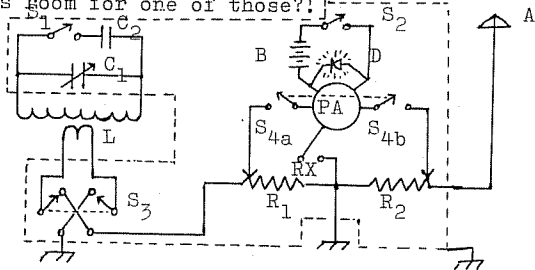 s room for one of those?!
S1
C2
S2
A
B
D
C1
PA
S4a
S4b
L
RX
S3
R1
R2